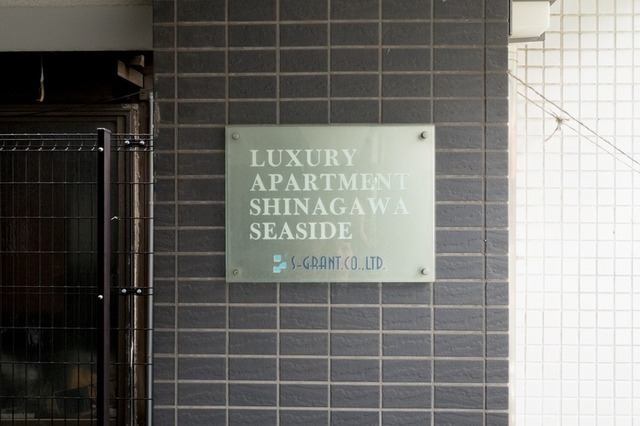 LUXURY
APARTMENT
SHINAGAWA
SEASIDE
S-GRANT.CO.,LTD.